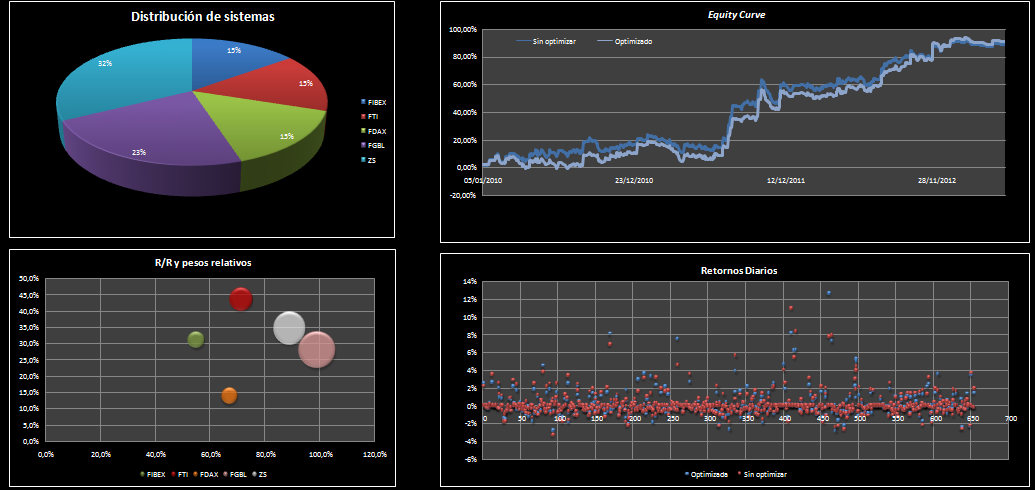 Distribución de sistemas
15%
15%
15%
23%
32%
FIBEX
FTI
FDAX
FGBL
ZS
Equity Curve
Sin optimizar Optimizado
100,00%
80,00%
60,00%
40,00%
20,00%
0,00%
-20,00%
05/01/2010 23/12/2010 12/12/2011 28/11/2012
R/R y pesos relativos
50,0%
45,0%
40,0%
35,0%
30,0%
25,0%
20,0%
15,0%
10,0%
5,0%
0,0%
0,0% 20,0% 40,0% 60,0% 80,0% 100,0% 120,0%
FIBEX FTI FDAX FGBL ZS
Retornos Diarios
14%
12%
10%
8%
6%
4%
2%
0%
-2%
-4%
-6%
0 50 100 150 200 250 300 350 400 450 500 550 600 650 700
Optimizada Sin optimizar